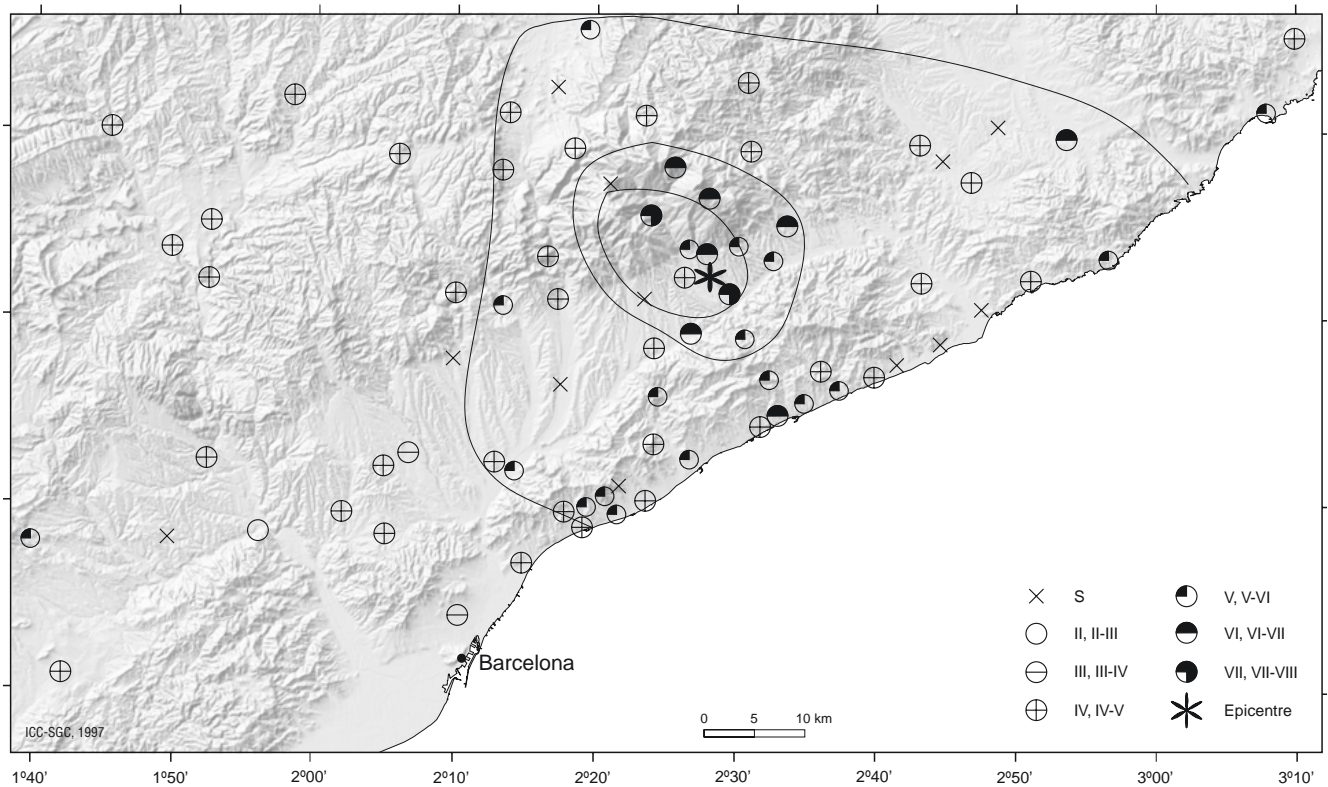 Barcelona
S
II, II-III
III, III-IV
IV, IV-V
V, V-VI
VI, VI-VII
VII, VII-VIII
Epicentre
0 5 10 km
ICC-SGC, 1997
1º40' 1º50' 2º00' 2º10' 2º20' 2º30' 2º40' 2º50' 3º00' 3º10'